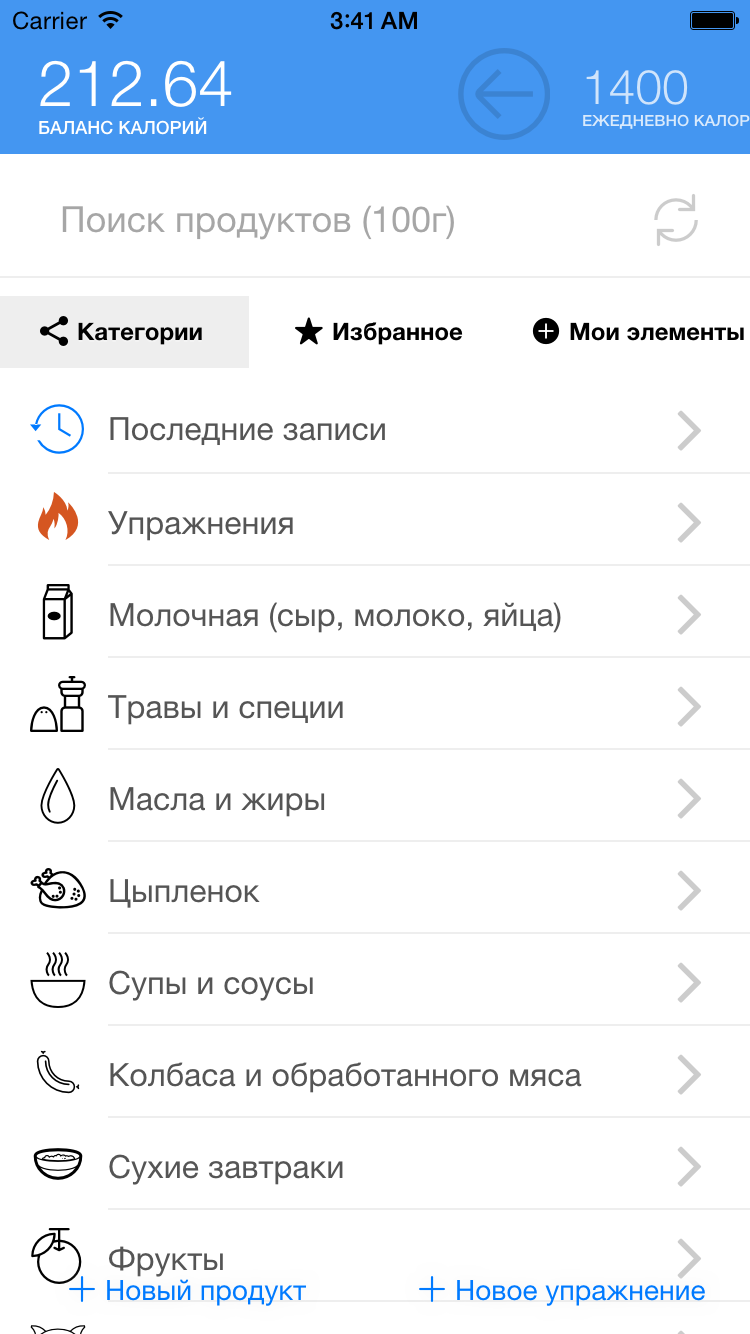 Carrier 3:41 AM
212.64 1400
БАЛАНС КАЛОРИЙ ЕЖЕДНЕВНО КАЛОР
Поиск продуктов (100г)
Категории Избранное Мои элементы
Последние записи
Упражнения
Молочная (сыр, молоко, яйца)
Травы и специи
Масла и жиры
Цыпленок
Супы и соусы
Колбаса и обработанного мяса
Сухие завтраки
Фрукты
Новый продукт Новое упражнение